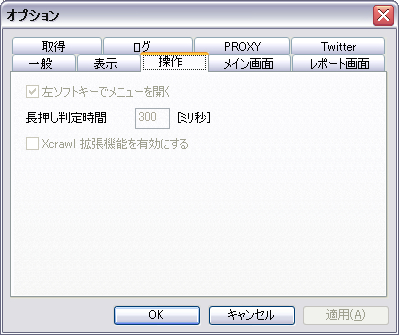 オプション
取得 ログ PROXY Twitter
一般 表示 操作 メイン画面 レポート画面
左ソフトキーでメニューを開く
長押し判定時間 300 [ミリ秒]
Xcrawl 拡張機能を有効にする
OK キャンセル 適用(A)